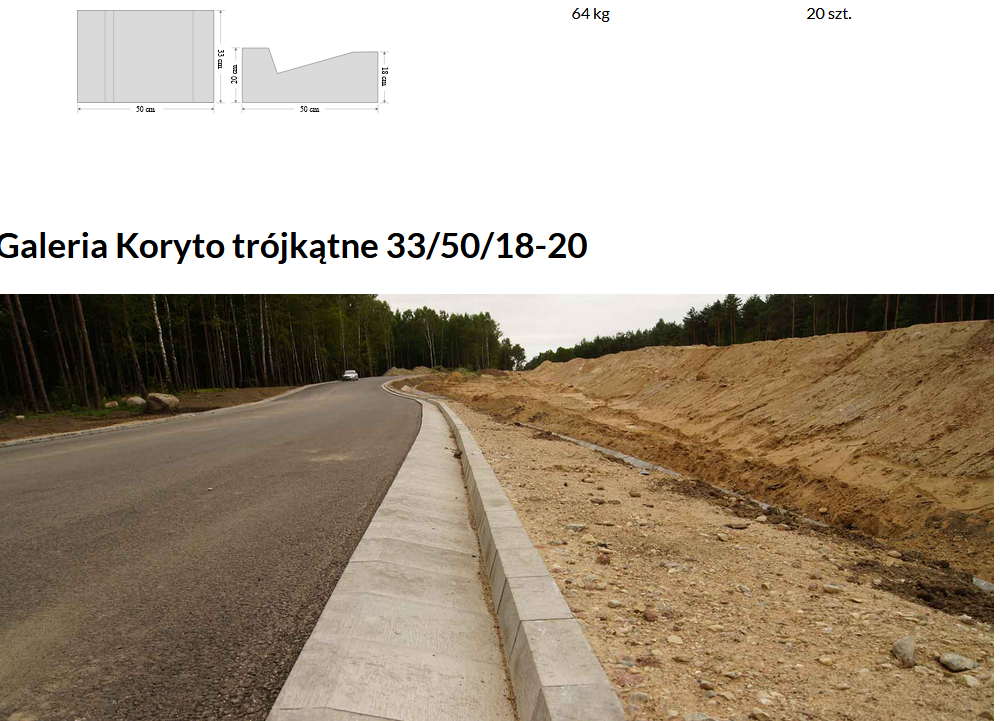 64 kg 20 szt.
33 cm
20 cm
18 cm
50 cm 50 cm
Galeria Koryto trójkątne 33/50/18-20